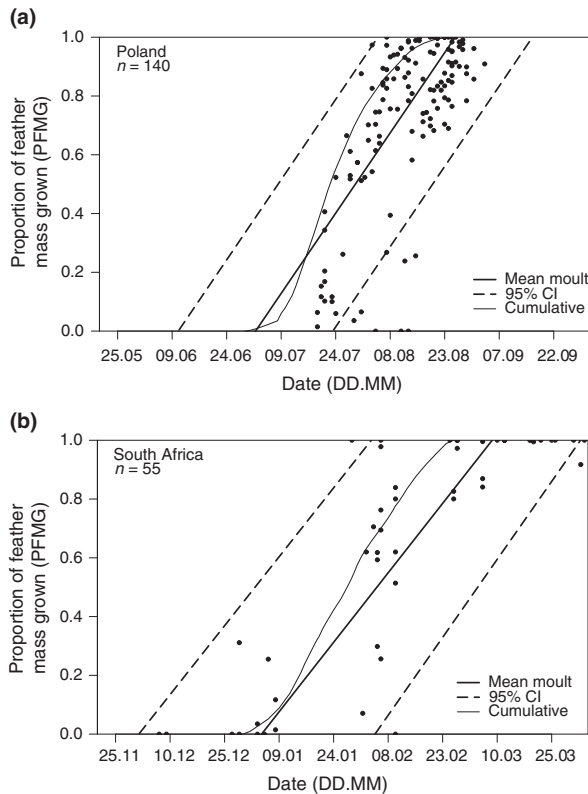 (a)
1.0
Poland
n = 140
0.8
0.6
0.4
0.2
0.0
Proportion of feather
mass grown (PFMG)
Mean moult
95% CI
Cumulative
25.05 09.06 24.06 09.07 24.07 08.08 23.08 07.09 22.09
Date (DD.MM)
(b)
1.0
South Africa
n = 55
0.8
0.6
0.4
0.2
0.0
Proportion of feather
mass grown (PFMG)
Mean moult
95% CI
Cumulative
25.11 10.12 25.12 09.01 24.01 08.02 23.02 10.03 25.03
Date (DD.MM)